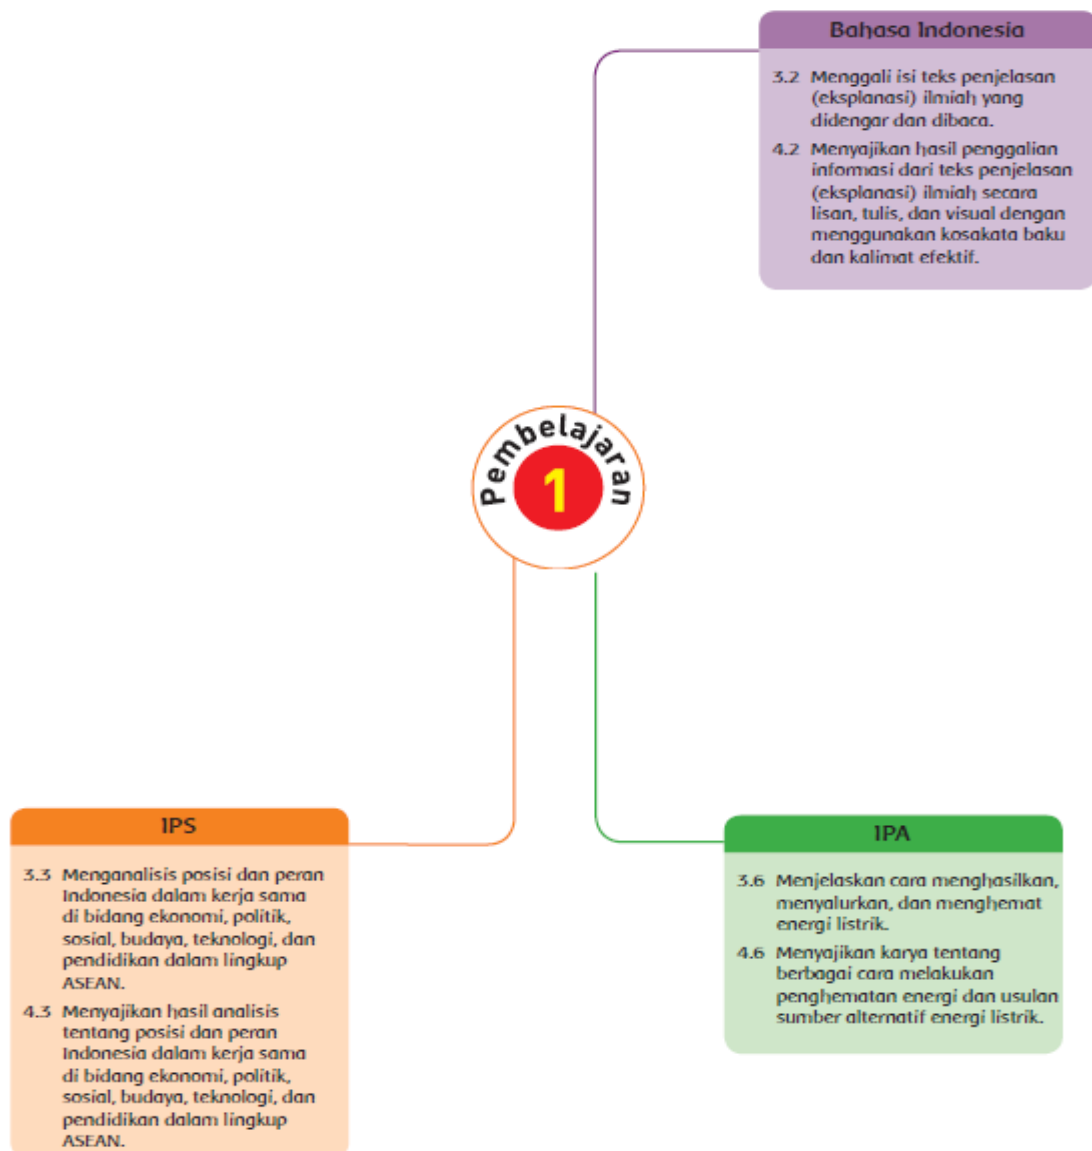 Bahasa Indonesia
3.2 Menggali isi teks penjelasan
(eksplanasi) ilmiah yang
didengar dan dibaca.
4.2 Menyajikan hasil penggalian
informasi dari teks penjelasan
(eksplanasi) ilmiah secara
lisan, tulis, dan visual dengan
menggunakan kosakata baku
dan kalimat efektif.
Pembelajaran
1
IPS
3.3 Menganalisis posisi dan peran
Indonesia dalam kerja sama
di bidang ekonomi, politik,
sosial, budaya, teknologi, dan
pendidikan dalam lingkup
ASEAN.
4.3 Menyajikan hasil analisis
tentang posisi dan peran
Indonesia dalam kerja sama
di bidang ekonomi, politik,
sosial, budaya, teknologi, dan
pendidikan dalam lingkup
ASEAN.
IPA
3.6 Menjelaskan cara menghasilkan,
menyalurkan, dan menghemat
energi listrik.
4.6 Menyajikan karya tentang
berbagai cara melakukan
penghematan energi dan usulan
sumber alternatif energi listrik.